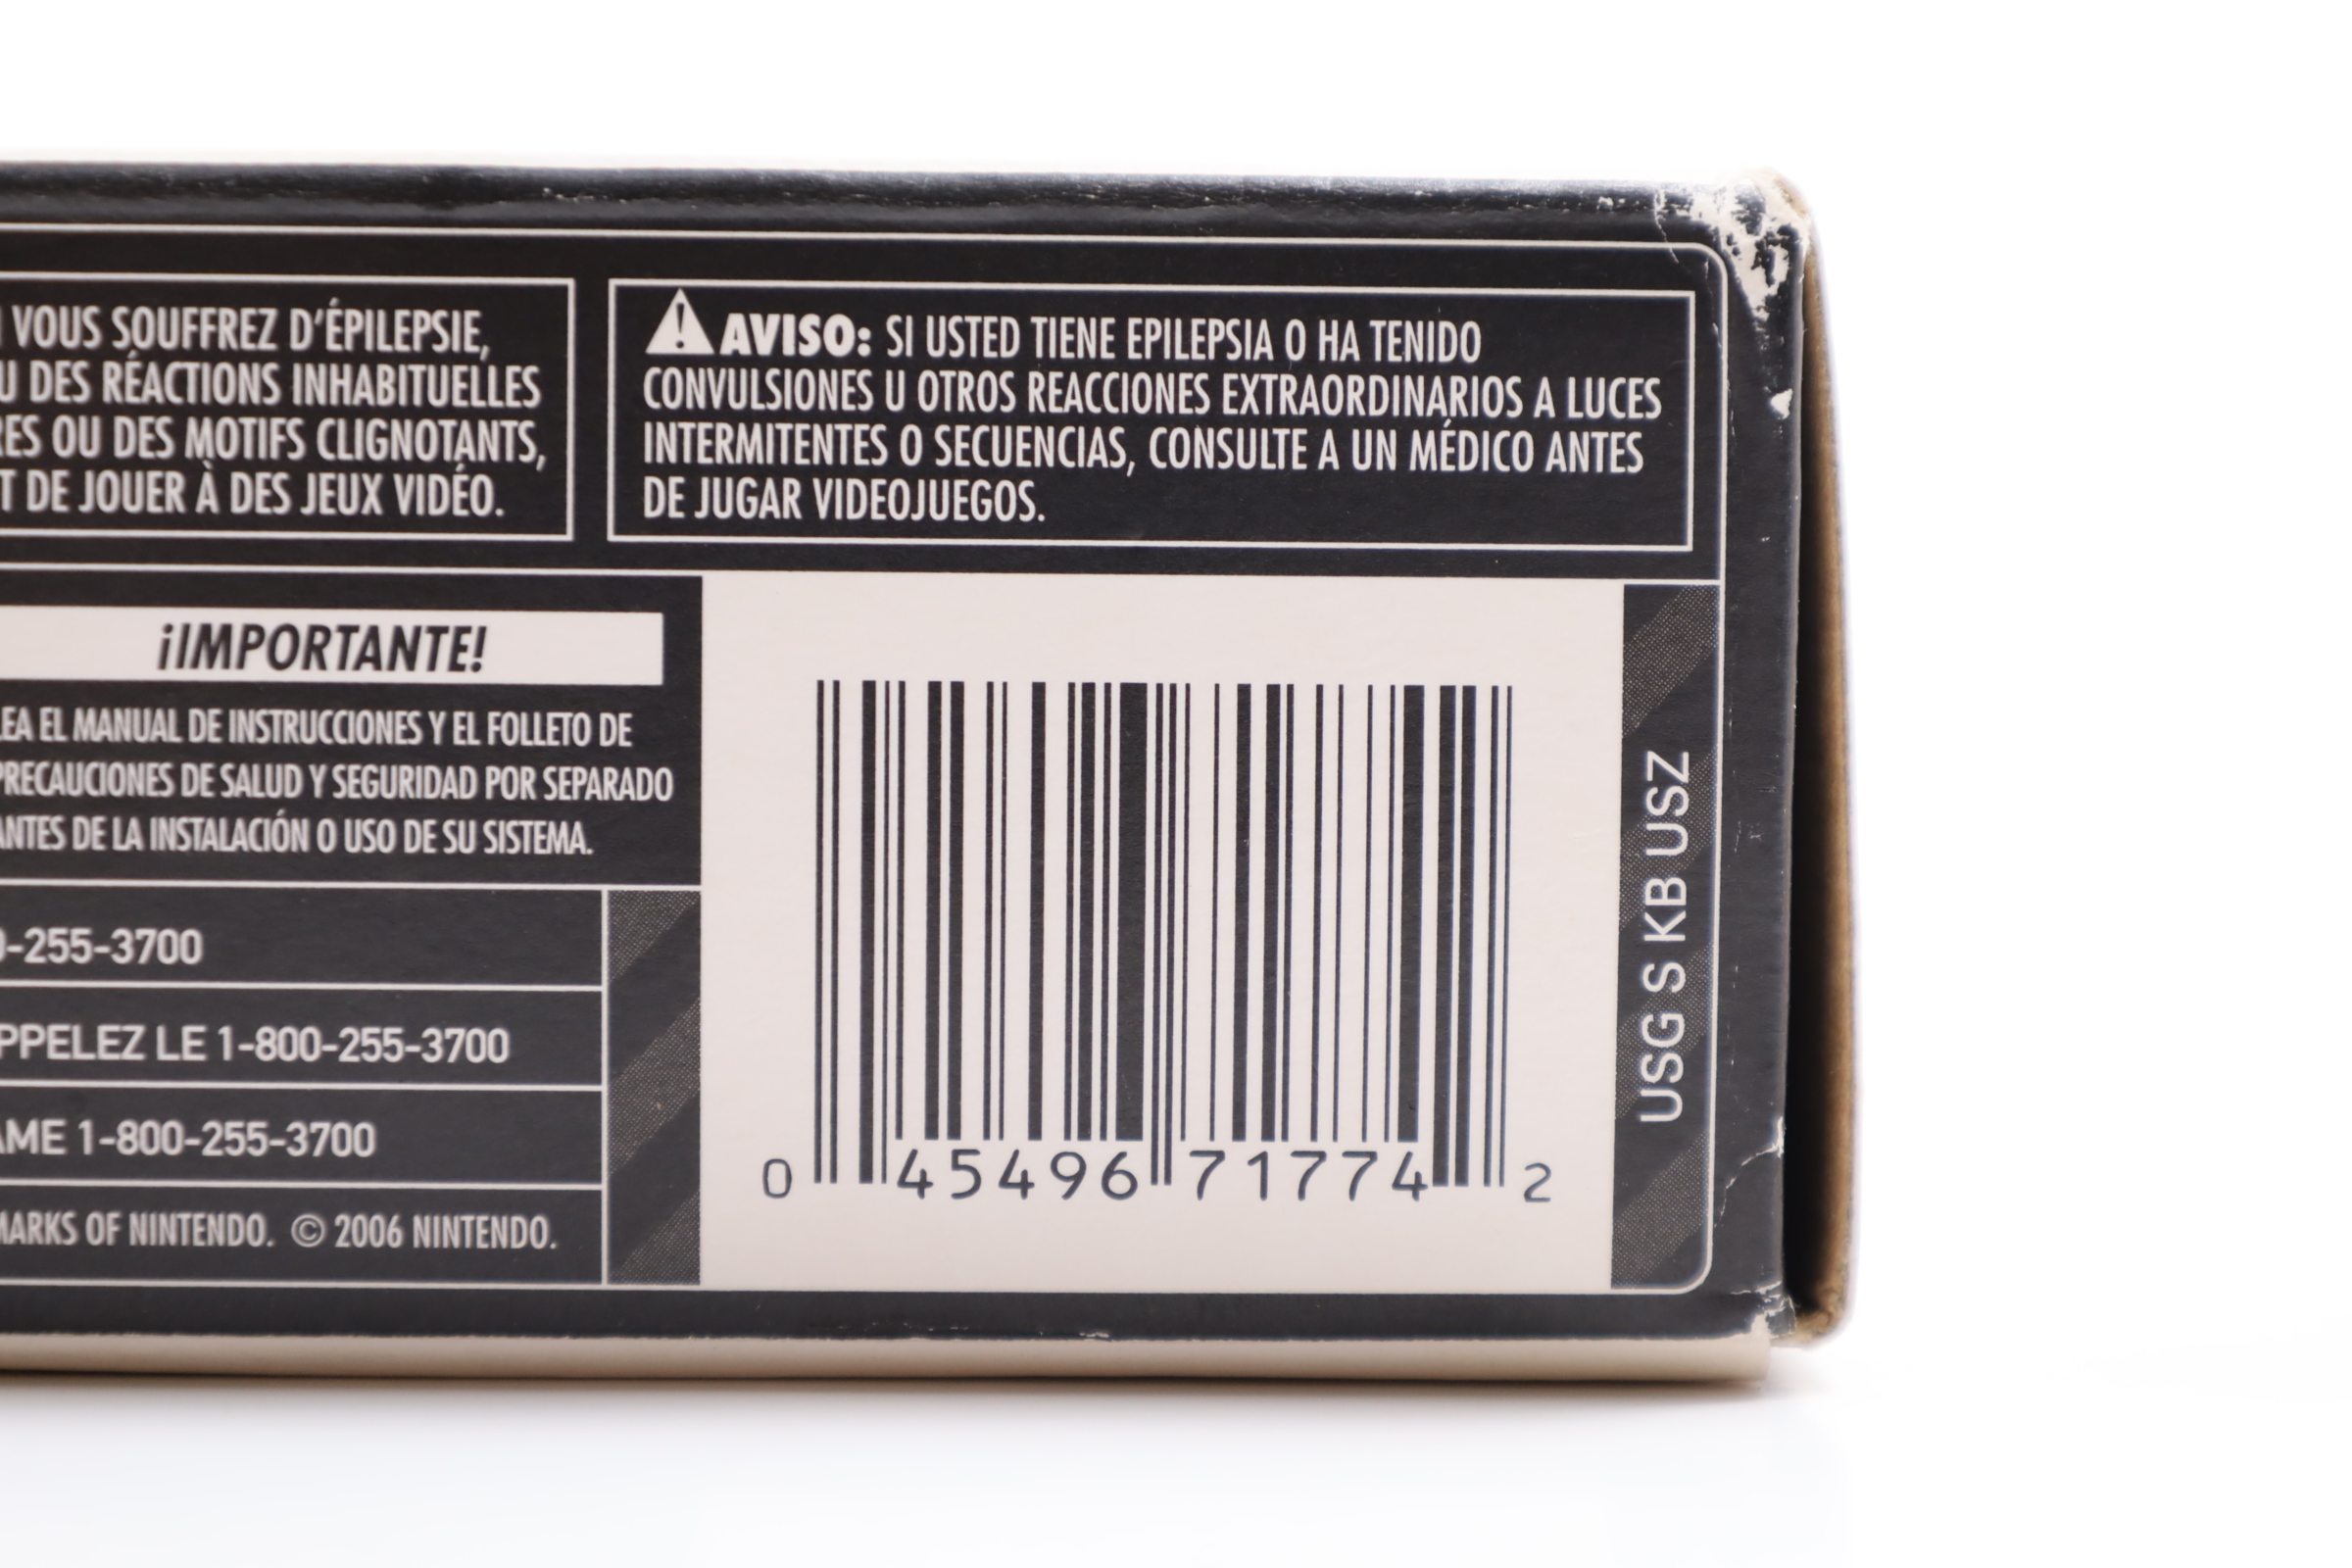 VOUS SOUFFREZ D'ÉPILEPSIE,
U DES RÉACTIONS INHABITUELLES
RES OU DES MOTIFS CLIGNOTANTS,
T DE JOUER À DES JEUX VIDÉO.
AVISO: SI USTED TIENE EPILEPSIA O HA TENIDO
CONVULSIONES U OTROS REACCIONES EXTRAORDINARIOS A LUCES
INTERMITENTES O SECUENCIAS, CONSULTE A UN MÉDICO ANTES
DE JUGAR VIDEOJUEGOS.
¡IMPORTANTE!
LEA EL MANUAL DE INSTRUCCIONES Y EL FOLLETO DE
PRECAUCIONES DE SALUD Y SEGURIDAD POR SEPARADO
ANTES DE LA INSTALACIÓN O USO DE SU SISTEMA.
0-255-3700
PPELEZ LE 1-800-255-3700
AME 1-800-255-3700
MARKS OF NINTENDO. © 2006 NINTENDO.
0 45496 71774 2
USG S KB USZ